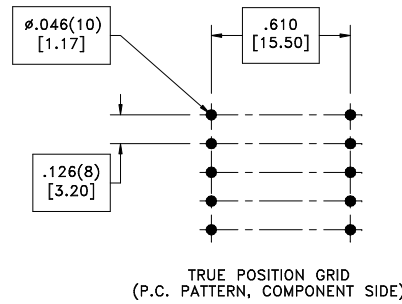 ø.046(10)
[1.17]
.610
[15.50]
.126(8)
[3.20]
TRUE POSITION GRID
(P.C. PATTERN, COMPONENT SIDE)